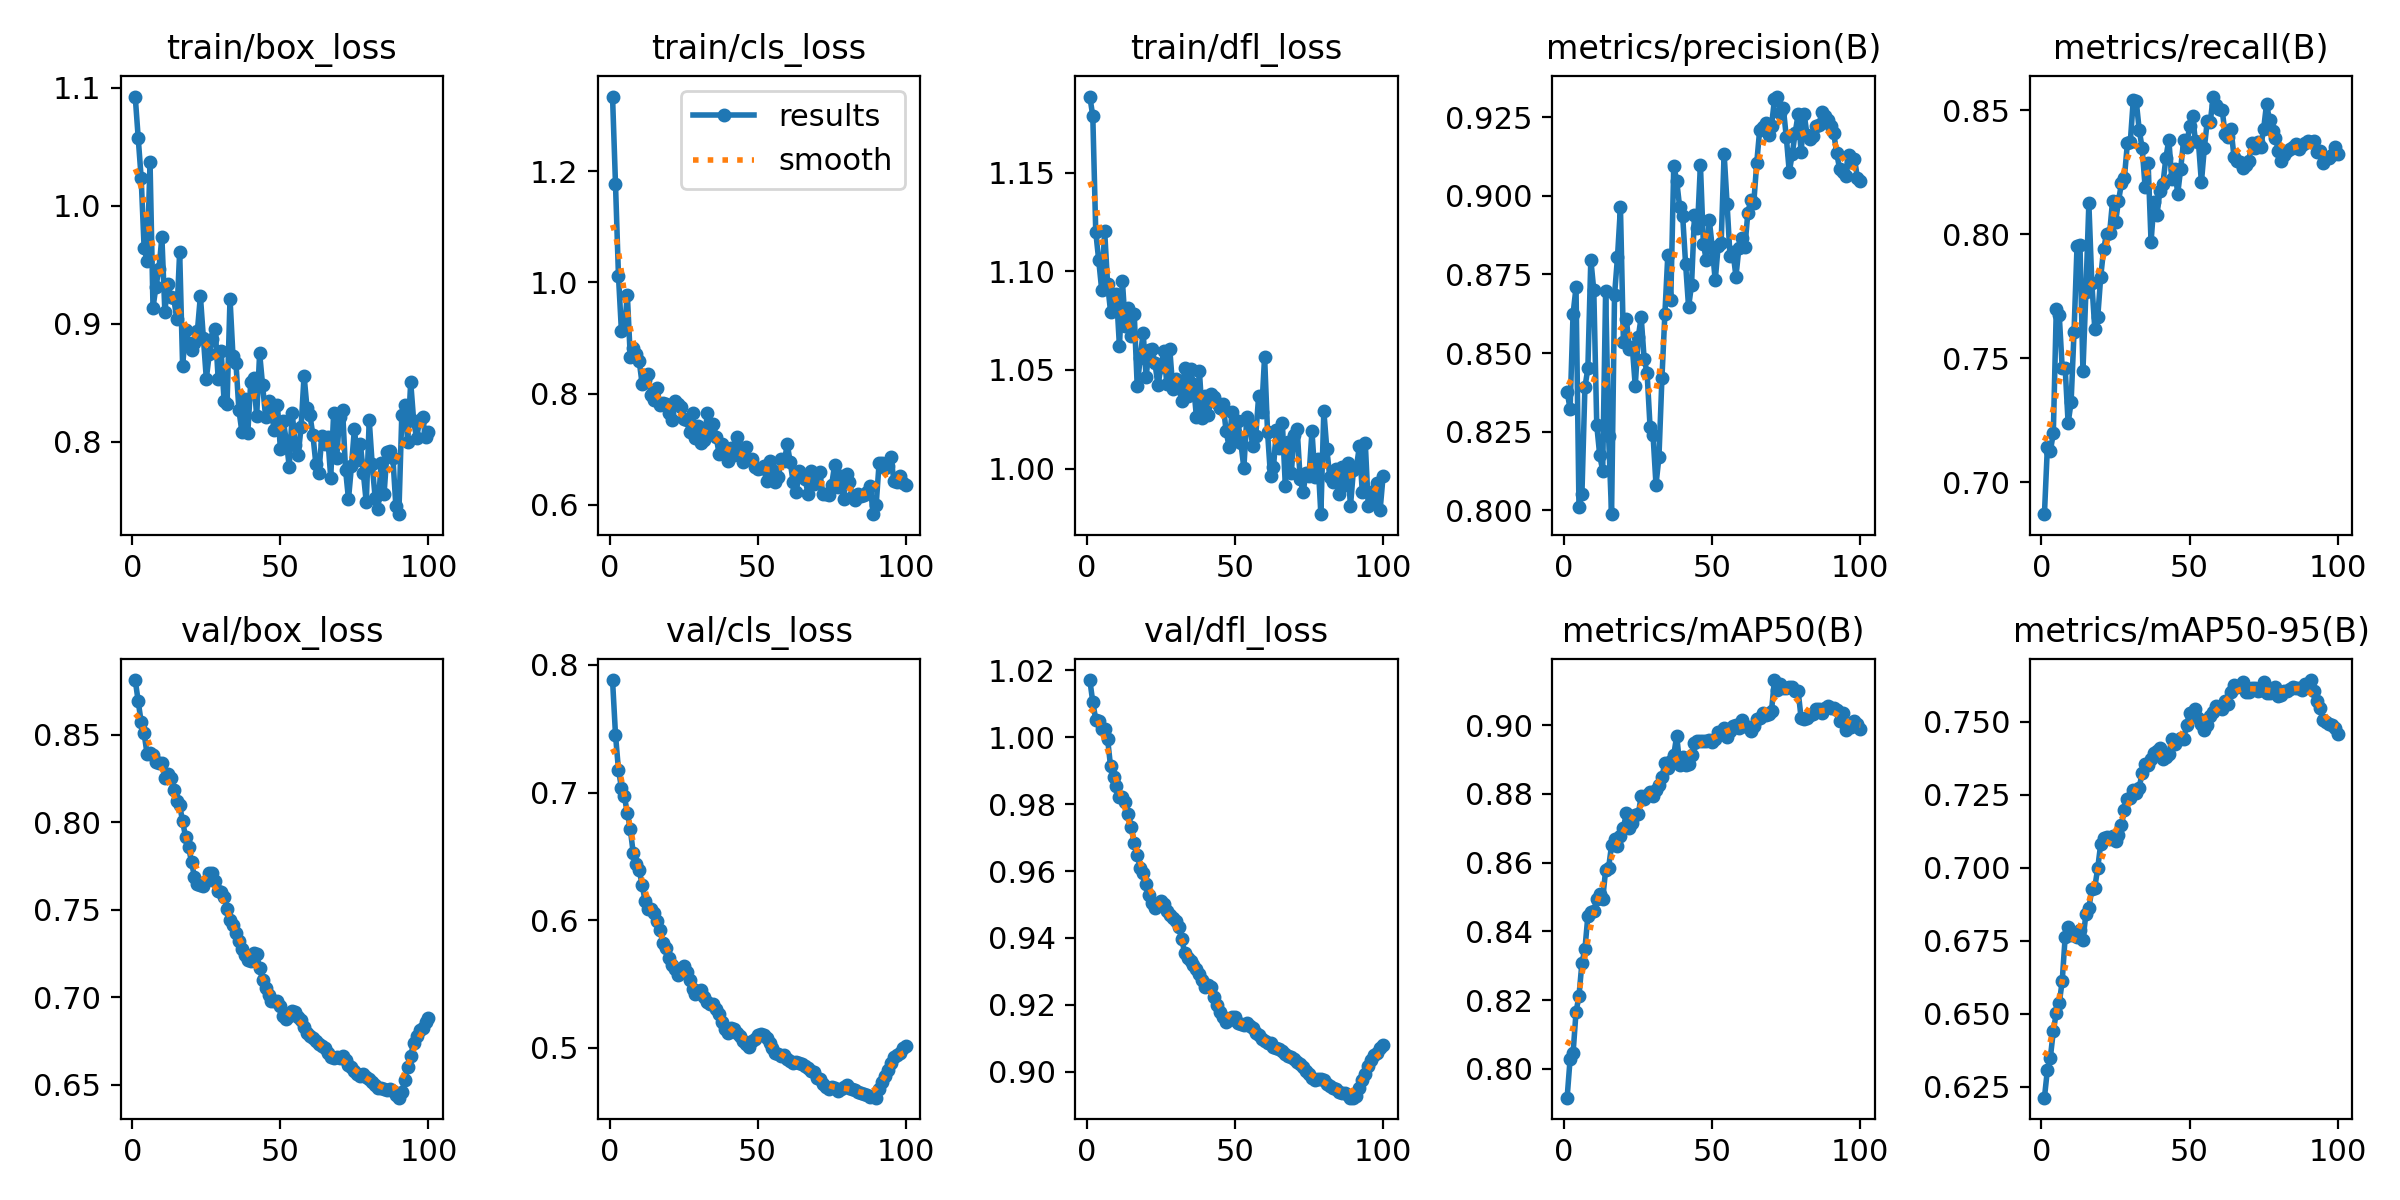 train/box_loss
train/cls_loss
train/dfl_loss
metrics/precision(B)
metrics/recall(B)
1.1
1.0
0.9
0.8
0 50 100
results
smooth
1.2
1.0
0.8
0.6
0 50 100
1.15
1.10
1.05
1.00
0 50 100
0.925
0.900
0.875
0.850
0.825
0.800
0 50 100
0.85
0.80
0.75
0.70
0 50 100
val/box_loss
val/cls_loss
val/dfl_loss
metrics/mAP50(B)
metrics/mAP50-95(B)
0.85
0.80
0.75
0.70
0.65
0 50 100
0.8
0.7
0.6
0.5
0 50 100
1.02
1.00
0.98
0.96
0.94
0.92
0.90
0 50 100
0.90
0.88
0.86
0.84
0.82
0.80
0 50 100
0.750
0.725
0.700
0.675
0.650
0.625
0 50 100